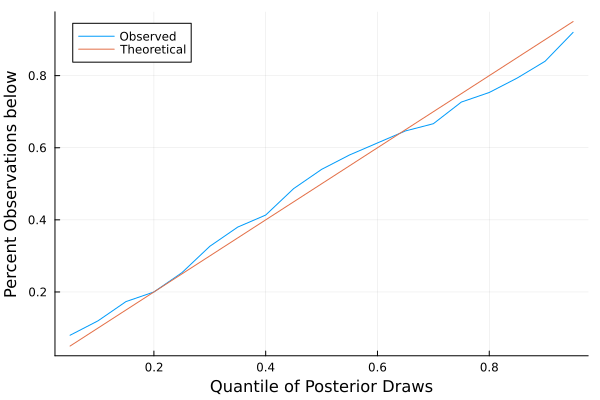 Observed
Theoretical
Percent Observations below
0.8
0.6
0.4
0.2
0.2 0.4 0.6 0.8
Quantile of Posterior Draws